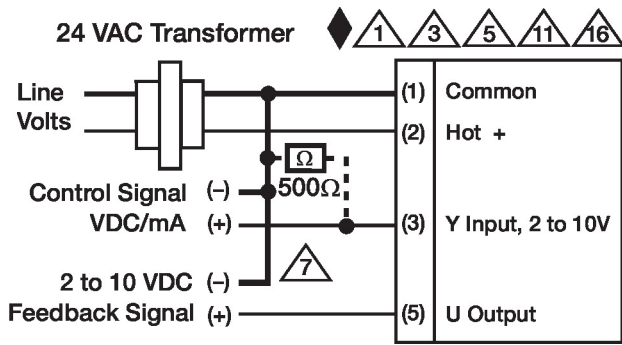 24 VAC Transformer 1 3 5 11 16
Line Volts
(1) Common
(2) Hot +
Ω
500Ω
Control Signal (–)
VDC/mA (+)
(3) Y Input, 2 to 10V
7
2 to 10 VDC (–)
Feedback Signal (+)
(5) U Output